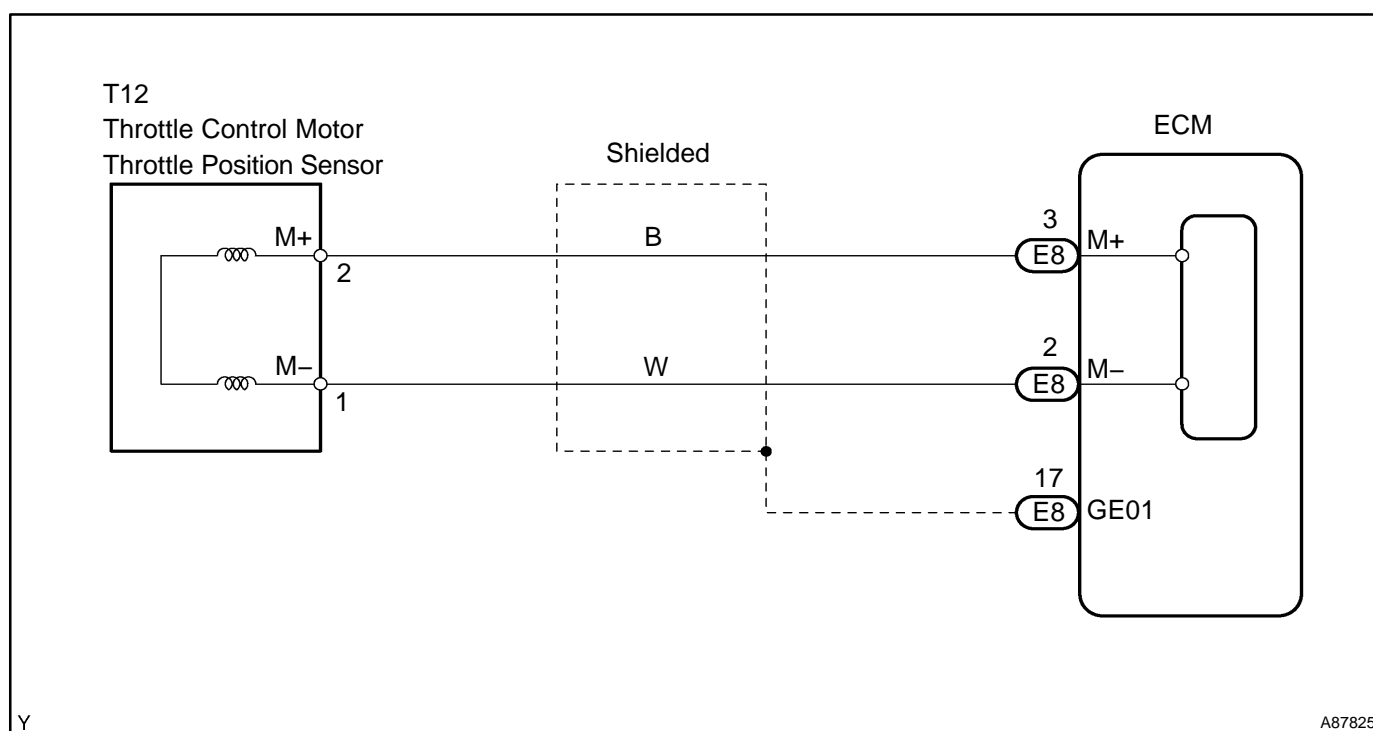 T12
Throttle Control Motor
Throttle Position Sensor
Shielded
ECM
M+
2
B
3
E8
M+
M−
1
W
2
E8
M−
17
E8
GE01
Y
A87825